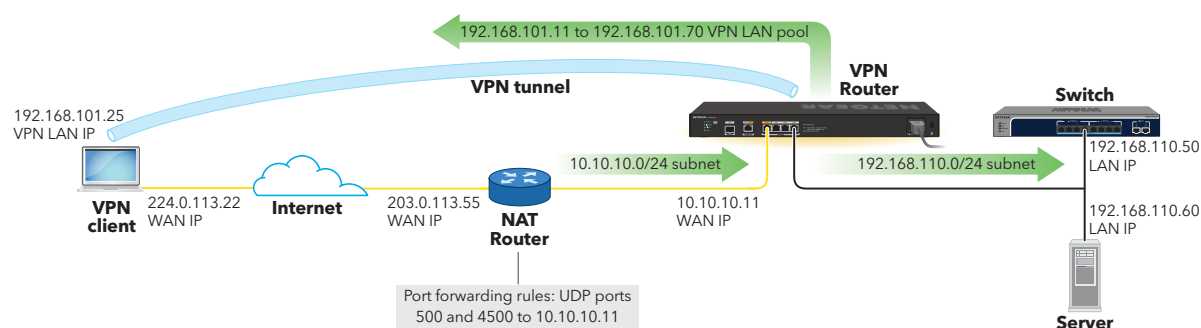 192.168.101.11 to 192.168.101.70 VPN LAN pool
VPN tunnel
VPN
Router
NETGEAR
Switch
192.168.101.25
VPN LAN IP
10.10.10.0/24 subnet
192.168.110.0/24 subnet
192.168.110.50
LAN IP
VPN
client
224.0.113.22
WAN IP
Internet
203.0.113.55
WAN IP
NAT
Router
10.10.10.11
WAN IP
192.168.110.60
LAN IP
Port forwarding rules: UDP ports
500 and 4500 to 10.10.10.11
Server